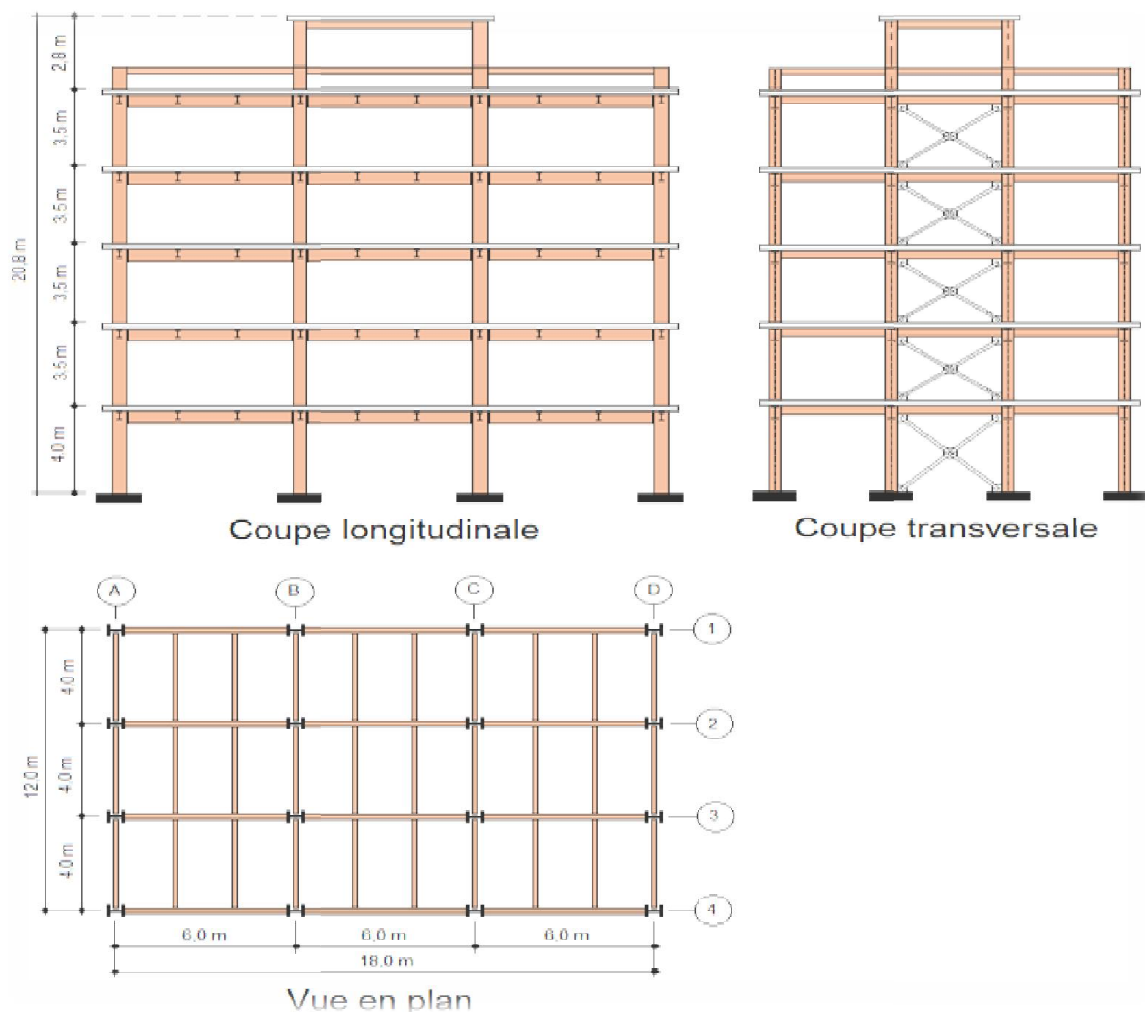 2.8 m
3.5 m
3.5 m
3.5 m
3.5 m
4.0 m
20.8 m
Coupe longitudinale
Coupe transversale
A
B
C
D
1
2
3
4
4.0 m
4.0 m
4.0 m
12.0 m
6,0 m
6,0 m
6,0 m
18,0 m
Vue en plan